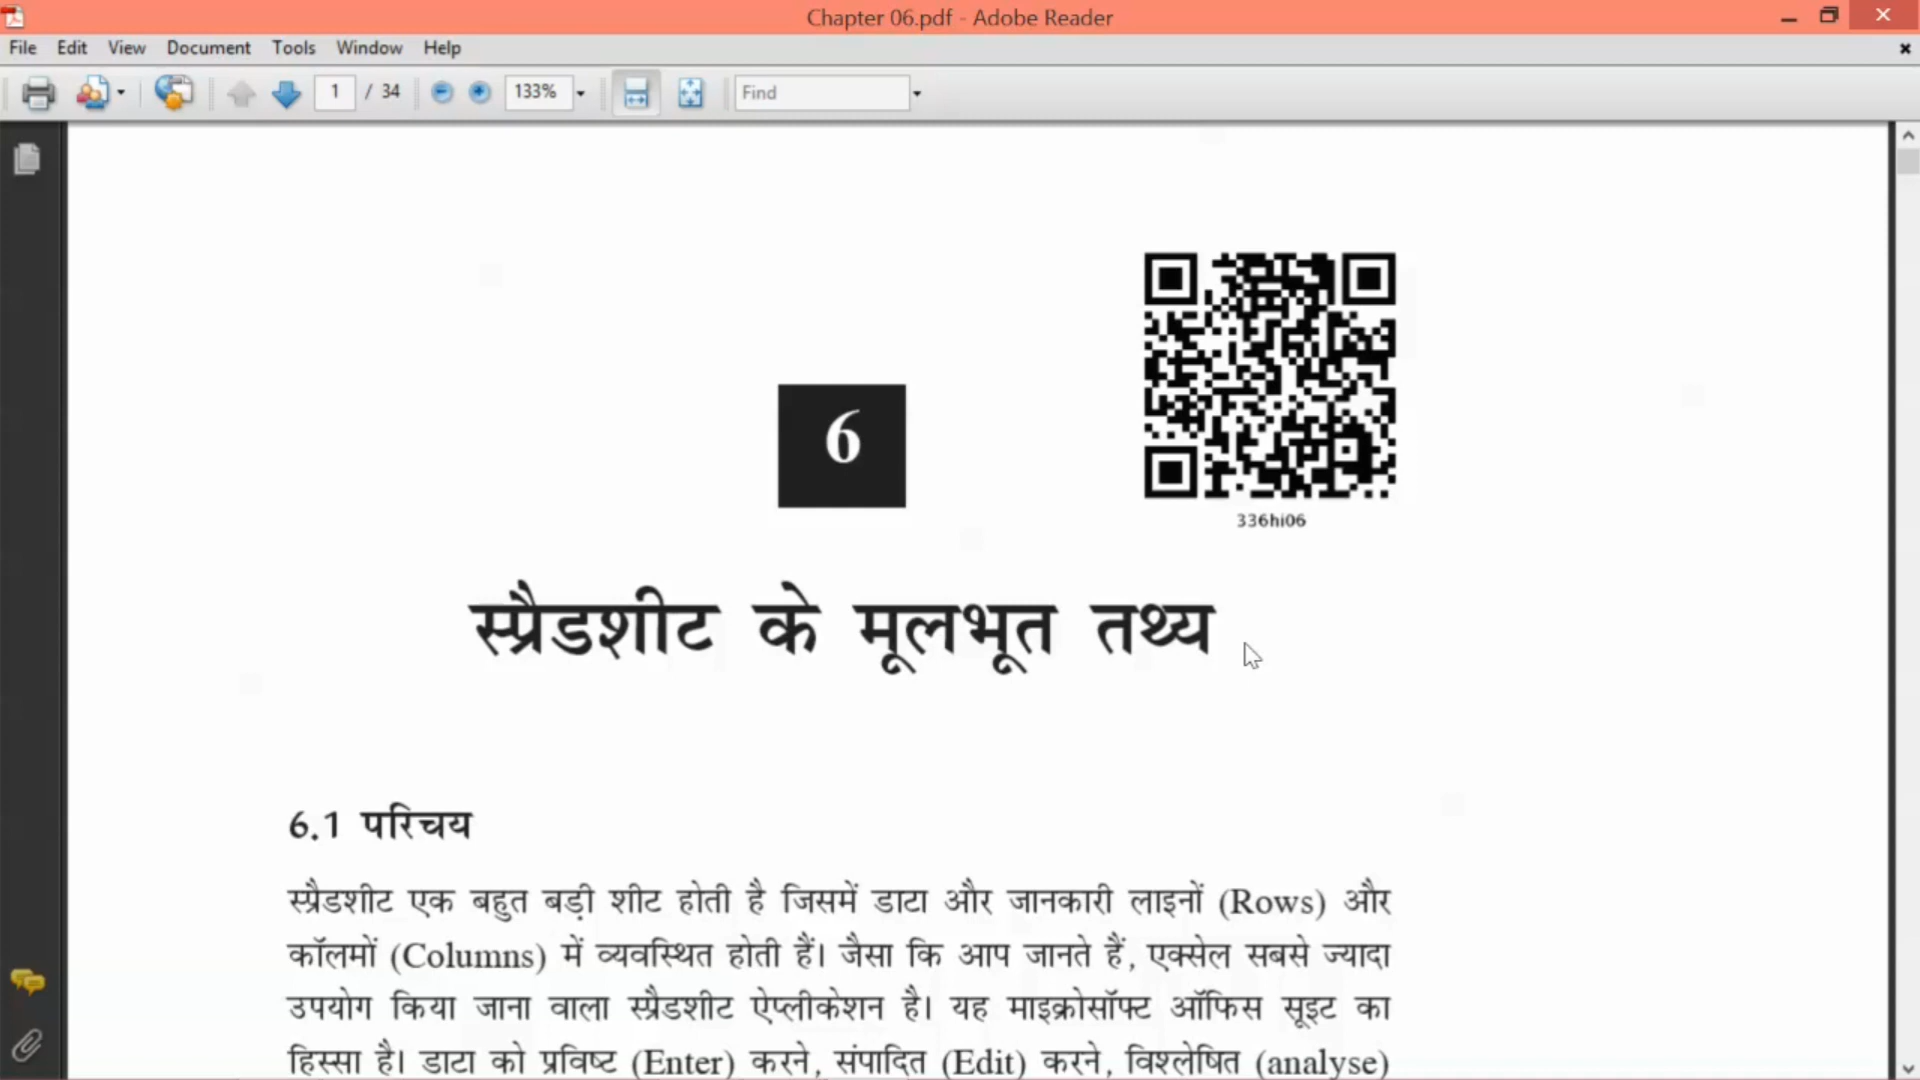 Chapter 06.pdf - Adobe Reader
File Edit View Document Tools Window Help
1 / 34 133% Find
6
336hi06
स्प्रैडशीट के मूलभूत तथ्य
6.1 परिचय
स्प्रैडशीट एक बहुत बड़ी शीट होती है जिसमें डाटा और जानकारी लाइनों (Rows) और
कॉलमों (Columns) में व्यवस्थित होती हैं। जैसा कि आप जानते हैं, एक्सेल सबसे ज्यादा
उपयोग किया जाना वाला स्प्रैडशीट ऐप्लीकेशन है। यह माइक्रोसॉफ्ट ऑफिस सूइट का
हिस्सा है। डाटा को प्रविष्ट (Enter) करने, संपादित (Edit) करने, विश्लेषित (analyse)